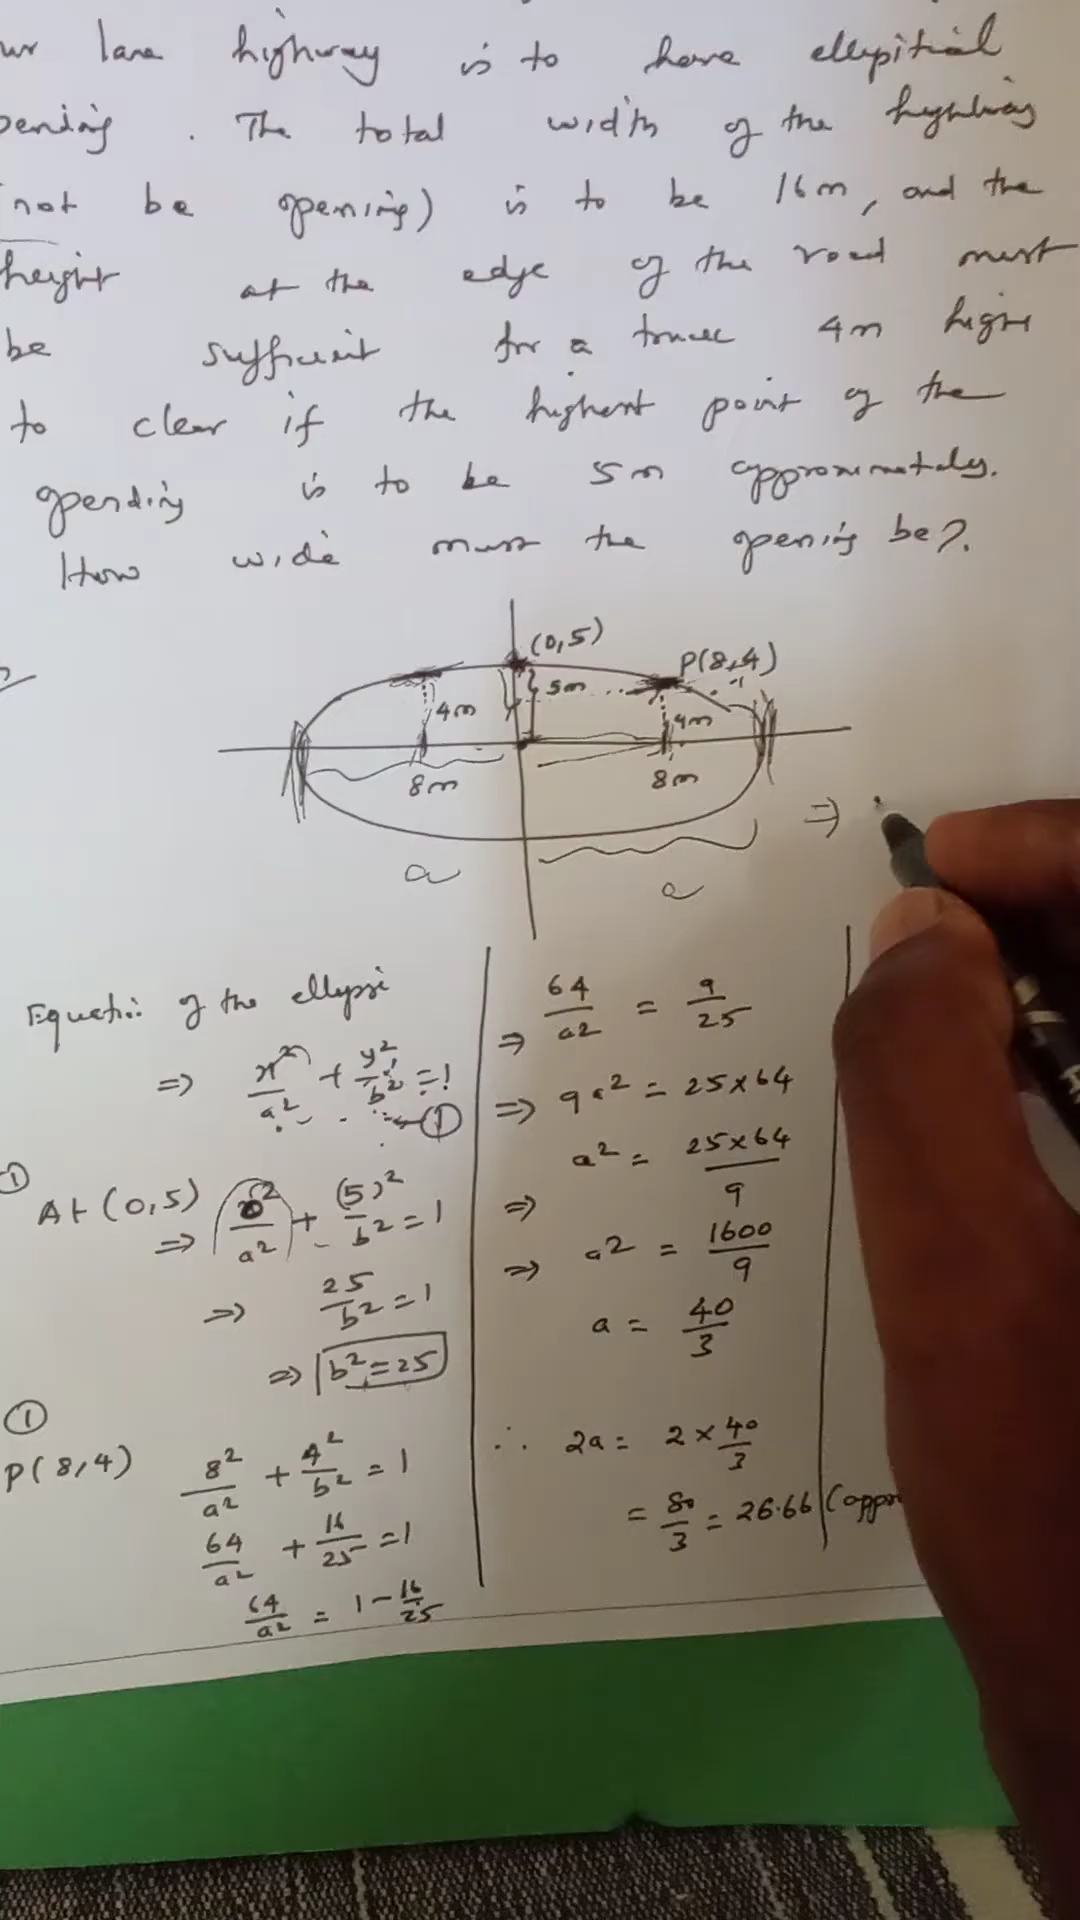 lane highway is to have elliptical
opening. The total width of the highway
(not be opening) is to be 16m, and the
height at the edge of the road must
be sufficient for a truck 4m high
to clear if the highest point of the
opening is to be 5m approximately.
How wide must the opening be?
(0,5)
P(8,4)
5m
4m
4m
8m
8m
a
a
⇒
Equation of the ellipse
⇒ x²/a² + y²/b² = 1
①
①
At (0,5)
⇒ 0²/a² + (5)²/b² = 1
⇒ 25/b² = 1
⇒ b² = 25
①
P(8,4) 8²/a² + 4²/b² = 1
64/a² + 16/25 = 1
64/a² = 1 - 16/25
⇒ 64/a² = 9/25
⇒ 9a² = 25×64
⇒ a² = 25×64/9
⇒ a² = 1600/9
a = 40/3
∴ 2a = 2 × 40/3
= 80/3 = 26.66